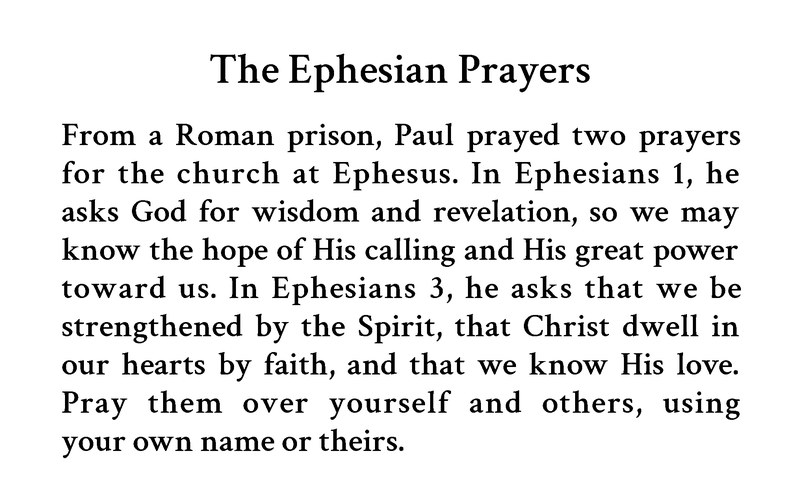 The Ephesian Prayers
From a Roman prison, Paul prayed two prayers
for the church at Ephesus. In Ephesians 1, he
asks God for wisdom and revelation, so we may
know the hope of His calling and His great power
toward us. In Ephesians 3, he asks that we be
strengthened by the Spirit, that Christ dwell in
our hearts by faith, and that we know His love.
Pray them over yourself and others, using
your own name or theirs.